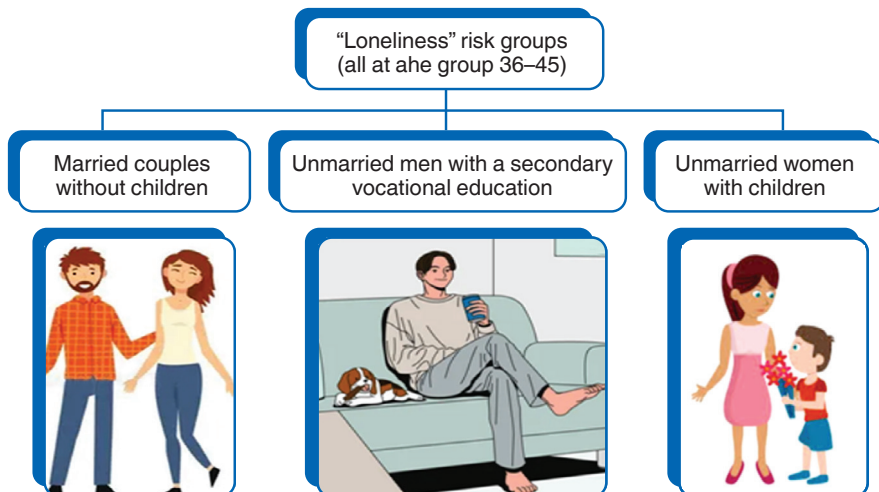 “Loneliness” risk groups
(all at ahe group 36–45)
Married couples
without children
Unmarried men with a secondary
vocational education
Unmarried women
with children